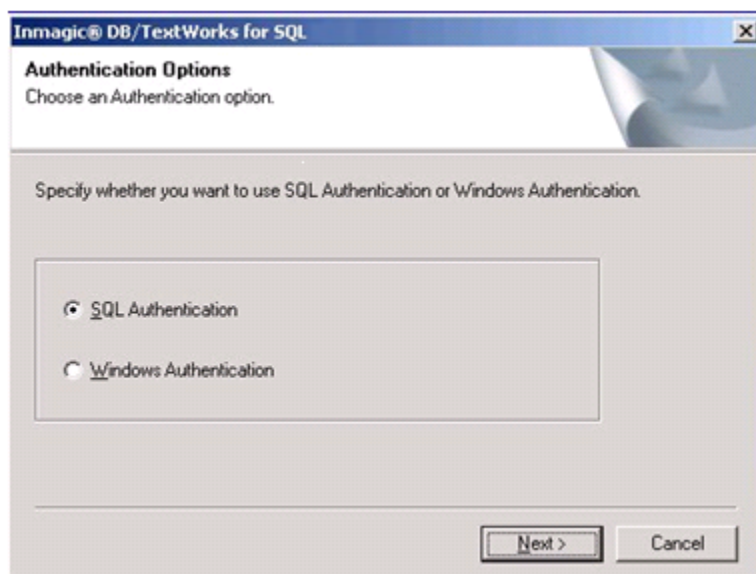 Inmagic® DB/TextWorks for SQL
Authentication Options
Choose an Authentication option.
Specify whether you want to use SQL Authentication or Windows Authentication.
SQL Authentication
Windows Authentication
Next >
Cancel